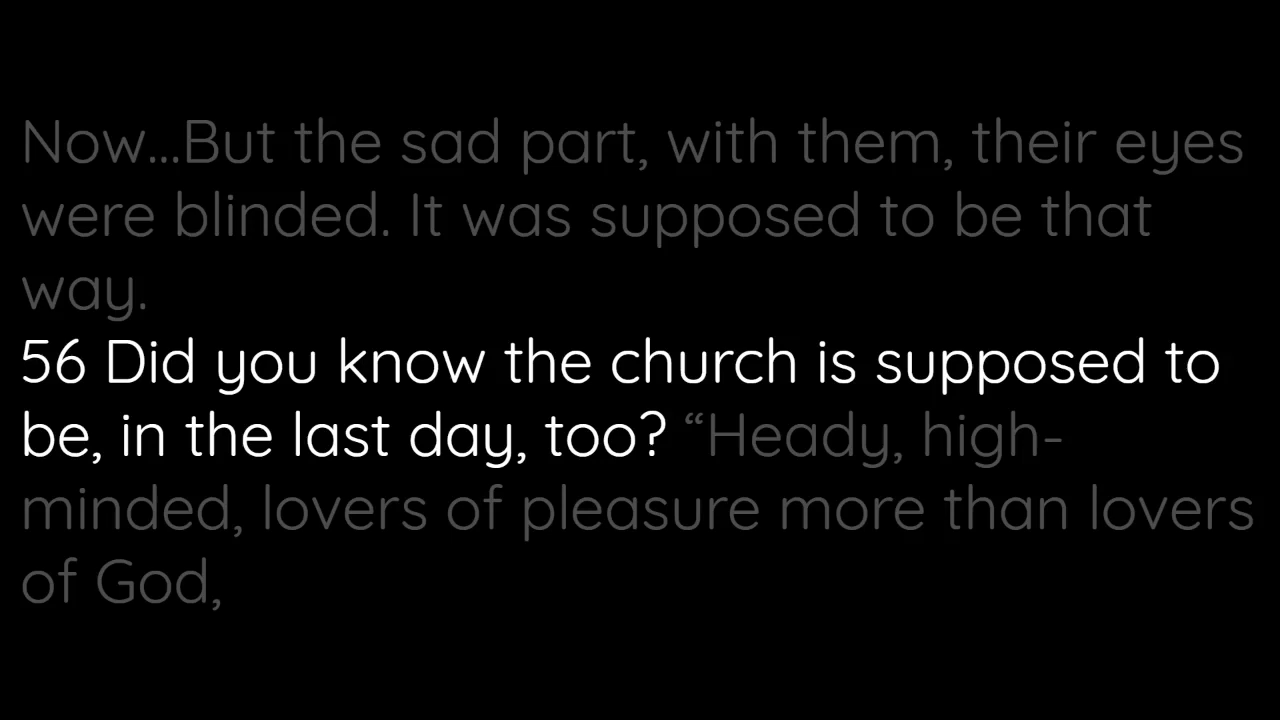 Now...But the sad part, with them, their eyes
were blinded. It was supposed to be that
way.
56 Did you know the church is supposed to
be, in the last day, too? “Heady, high-
minded, lovers of pleasure more than lovers
of God,